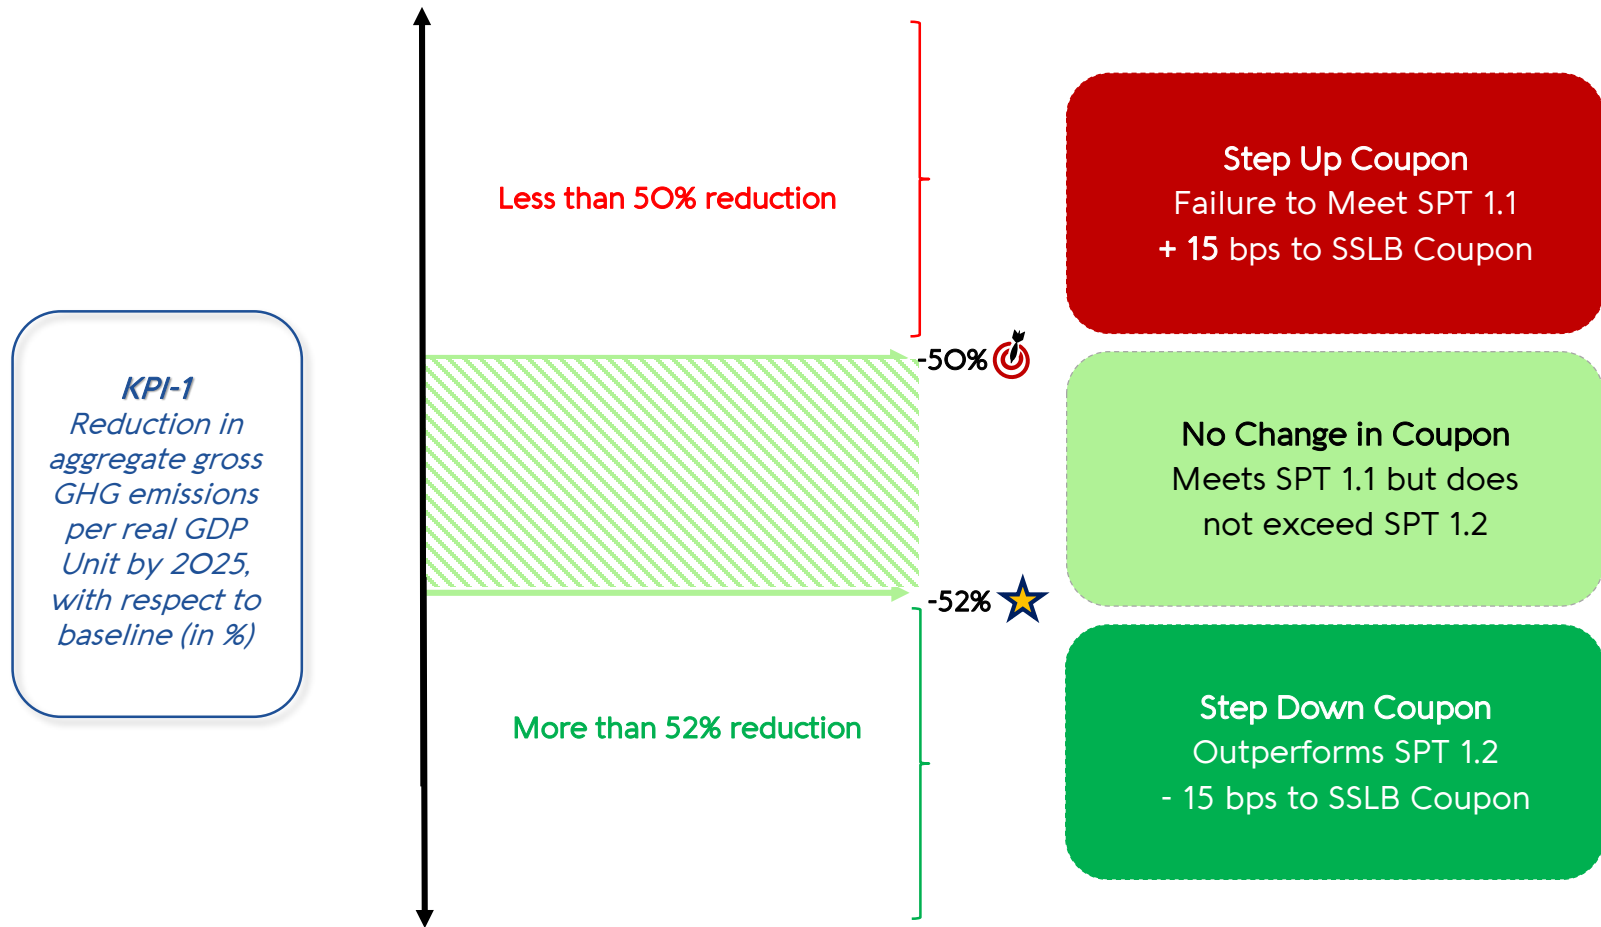 KPI-1
Reduction in
aggregate gross
GHG emissions
per real GDP
Unit by 2025,
with respect to
baseline (in %)
Less than 50% reduction
-50%
-52%
More than 52% reduction
Step Up Coupon
Failure to Meet SPT 1.1
+ 15 bps to SSLB Coupon
No Change in Coupon
Meets SPT 1.1 but does
not exceed SPT 1.2
Step Down Coupon
Outperforms SPT 1.2
- 15 bps to SSLB Coupon